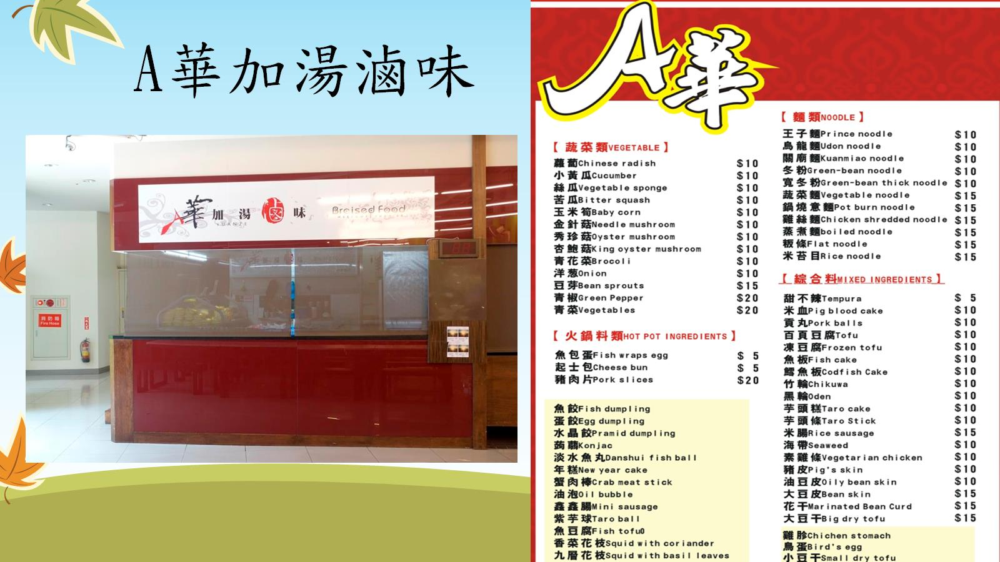 A華加湯滷味
A華加湯滷味
YUANZE
Braised Food
消防箱
Fire Hose
A華
【蔬菜類VEGETABLE】
蘿蔔Chinese radish $10
小黃瓜Cucumber $10
絲瓜Vegetable sponge $10
苦瓜Bitter squash $10
玉米筍Baby corn $10
金針菇Needle mushroom $10
秀珍菇Oyster mushroom $10
杏鮑菇King oyster mushroom $10
青花菜Brocoli $10
洋葱Onion $10
豆芽Bean sprouts $15
青椒Green Pepper $20
青菜Vegetables $20
【火鍋料類HOT POT INGREDIENTS】
魚包蛋Fish wraps egg $ 5
起士包Cheese bun $ 5
豬肉片Pork slices $20
魚餃Fish dumpling
蛋餃Egg dumpling
水晶餃Pramid dumpling
蒟蒻Konjac
淡水魚丸Danshui fish ball
年糕New year cake
蟹肉棒Crab meat stick
油泡Oil bubble
鑫鑫腸Mini sausage
紫芋球Taro ball
魚豆腐Fish tofu0
香菜花枝Squid with coriander
九層花枝Squid with basil leaves
【麵類NOODLE】
王子麵Prince noodle $10
烏龍麵Udon noodle $10
關廟麵Kuanmiao noodle $10
冬粉Green-bean noodle $10
寬冬粉Green-bean thick noodle $10
蔬菜麵Vegetable noodle $15
鍋燒意麵Pot burn noodle $15
雞絲麵Chicken shredded noodle $15
蒸煮麵boiled noodle $15
粄條Flat noodle $15
米苔目Rice noodle $15
【綜合料MIXED INGREDIENTS】
甜不辣Tempura $ 5
米血Pig blood cake $10
貢丸Pork balls $10
百頁豆腐Tofu $10
凍豆腐Frozen tofu $10
魚板Fish cake $10
鱈魚板Codfish Cake $10
竹輪Chikuwa $10
黑輪Oden $10
芋頭糕Taro cake $10
芋頭條Taro Stick $10
米腸Rice sausage $15
海帶Seaweed $10
素雞條Vegetarian chicken $10
豬皮Pig's skin $10
油豆皮Oily bean skin $10
大豆皮Bean skin $15
花干Marinated Bean Curd $15
大豆干Big dry tofu $15
雞胗Chichen stomach
鳥蛋Bird's egg
小豆干Small dry tofu